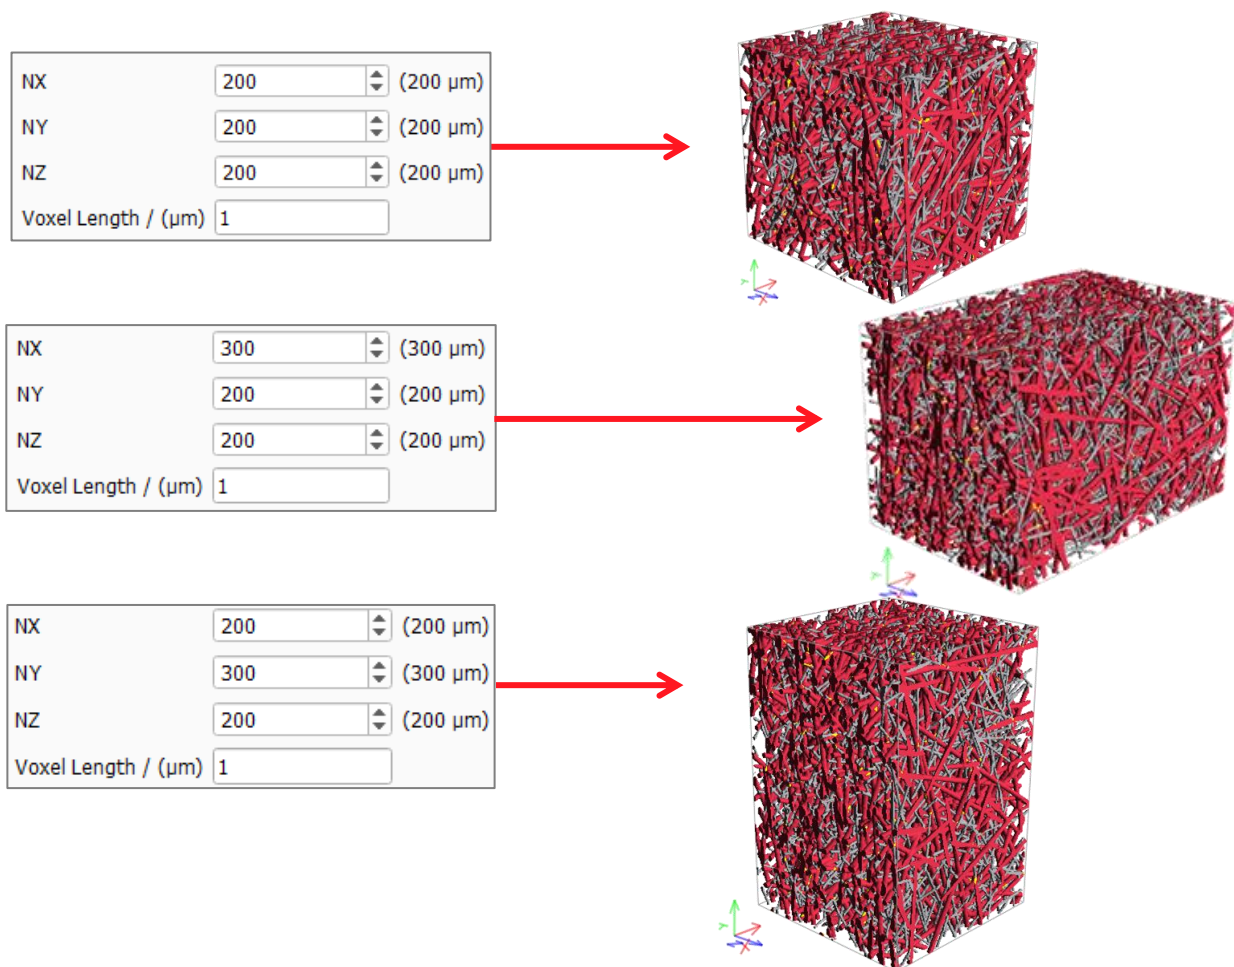 NX 200 (200 µm)
NY 200 (200 µm)
NZ 200 (200 µm)
Voxel Length / (µm) 1
Y X
NX 300 (300 µm)
NY 200 (200 µm)
NZ 200 (200 µm)
Voxel Length / (µm) 1
Y X
NX 200 (200 µm)
NY 300 (300 µm)
NZ 200 (200 µm)
Voxel Length / (µm) 1
Y X